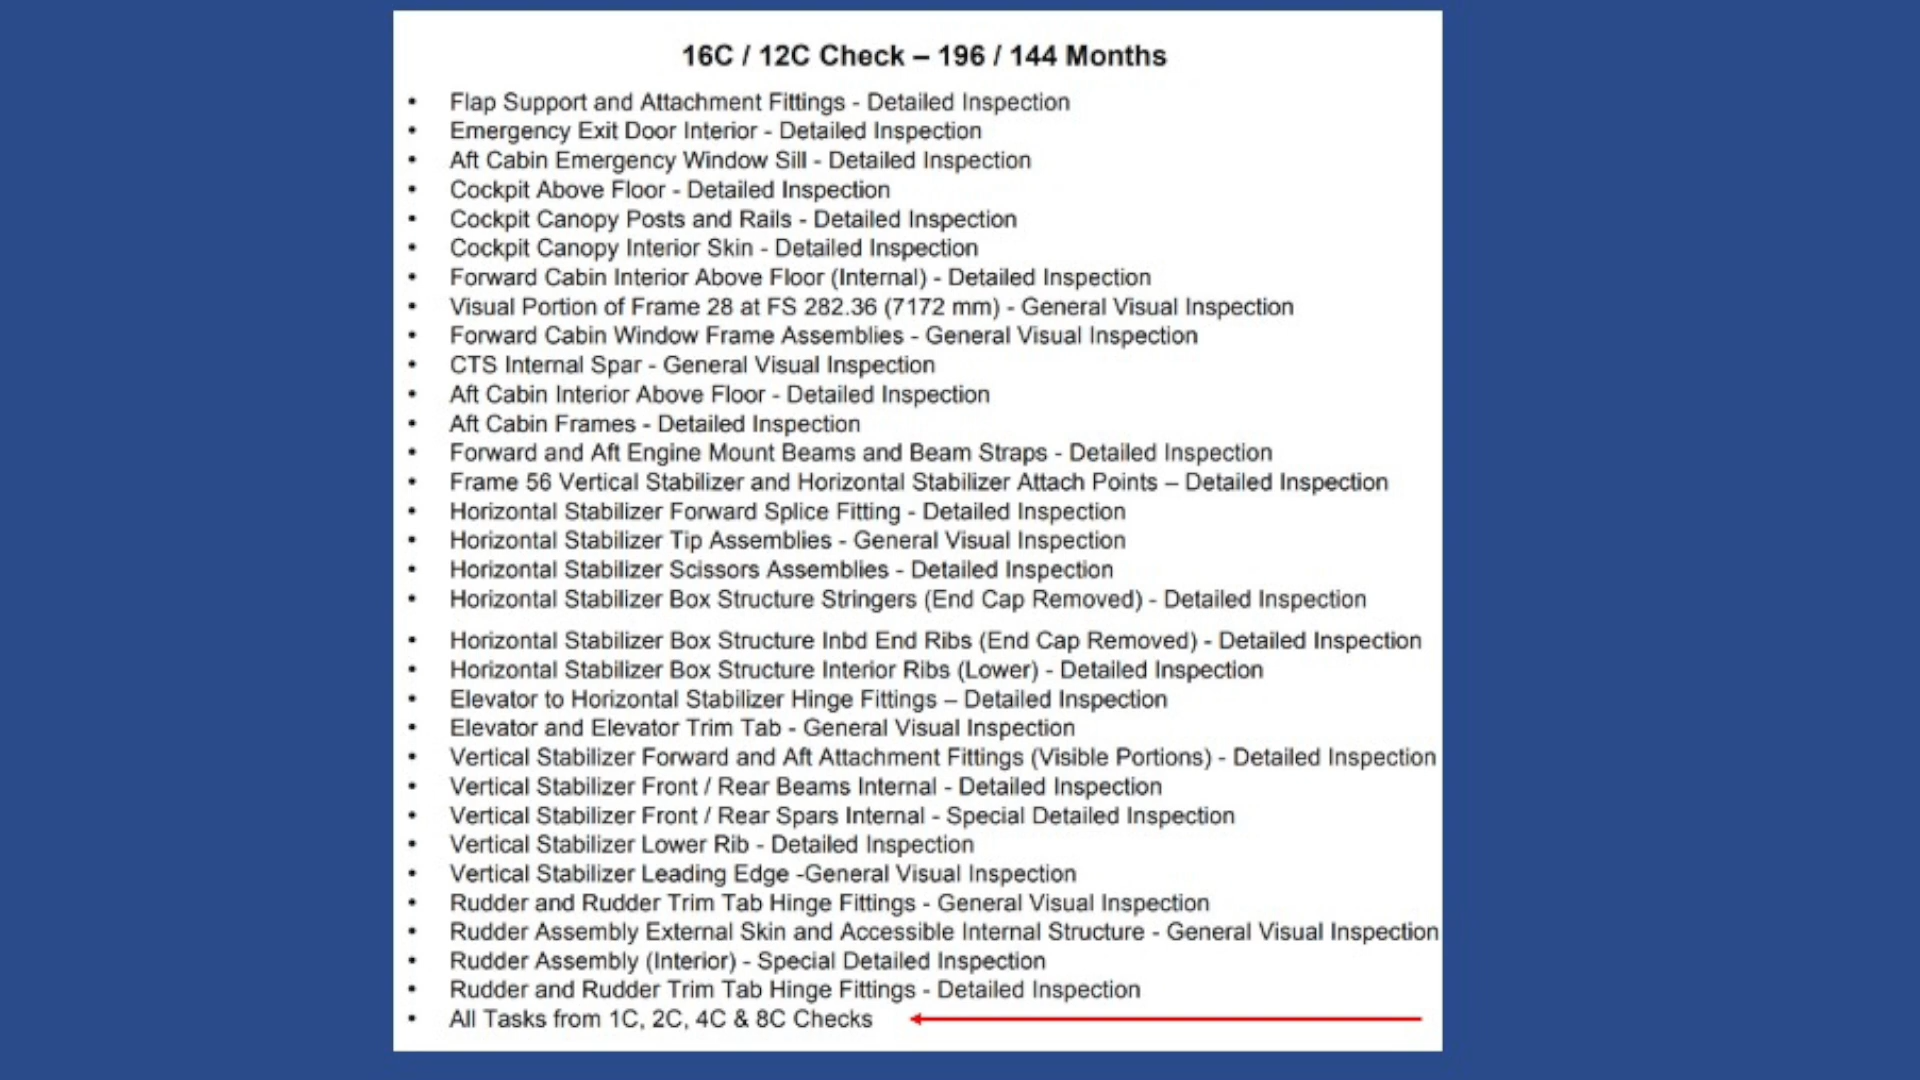 16C / 12C Check – 196 / 144 Months
• Flap Support and Attachment Fittings - Detailed Inspection
• Emergency Exit Door Interior - Detailed Inspection
• Aft Cabin Emergency Window Sill - Detailed Inspection
• Cockpit Above Floor - Detailed Inspection
• Cockpit Canopy Posts and Rails - Detailed Inspection
• Cockpit Canopy Interior Skin - Detailed Inspection
• Forward Cabin Interior Above Floor (Internal) - Detailed Inspection
• Visual Portion of Frame 28 at FS 282.36 (7172 mm) - General Visual Inspection
• Forward Cabin Window Frame Assemblies - General Visual Inspection
• CTS Internal Spar - General Visual Inspection
• Aft Cabin Interior Above Floor - Detailed Inspection
• Aft Cabin Frames - Detailed Inspection
• Forward and Aft Engine Mount Beams and Beam Straps - Detailed Inspection
• Frame 56 Vertical Stabilizer and Horizontal Stabilizer Attach Points – Detailed Inspection
• Horizontal Stabilizer Forward Splice Fitting - Detailed Inspection
• Horizontal Stabilizer Tip Assemblies - General Visual Inspection
• Horizontal Stabilizer Scissors Assemblies - Detailed Inspection
• Horizontal Stabilizer Box Structure Stringers (End Cap Removed) - Detailed Inspection
• Horizontal Stabilizer Box Structure Inbd End Ribs (End Cap Removed) - Detailed Inspection
• Horizontal Stabilizer Box Structure Interior Ribs (Lower) - Detailed Inspection
• Elevator to Horizontal Stabilizer Hinge Fittings – Detailed Inspection
• Elevator and Elevator Trim Tab - General Visual Inspection
• Vertical Stabilizer Forward and Aft Attachment Fittings (Visible Portions) - Detailed Inspection
• Vertical Stabilizer Front / Rear Beams Internal - Detailed Inspection
• Vertical Stabilizer Front / Rear Spars Internal - Special Detailed Inspection
• Vertical Stabilizer Lower Rib - Detailed Inspection
• Vertical Stabilizer Leading Edge -General Visual Inspection
• Rudder and Rudder Trim Tab Hinge Fittings - General Visual Inspection
• Rudder Assembly External Skin and Accessible Internal Structure - General Visual Inspection
• Rudder Assembly (Interior) - Special Detailed Inspection
• Rudder and Rudder Trim Tab Hinge Fittings - Detailed Inspection
• All Tasks from 1C, 2C, 4C & 8C Checks